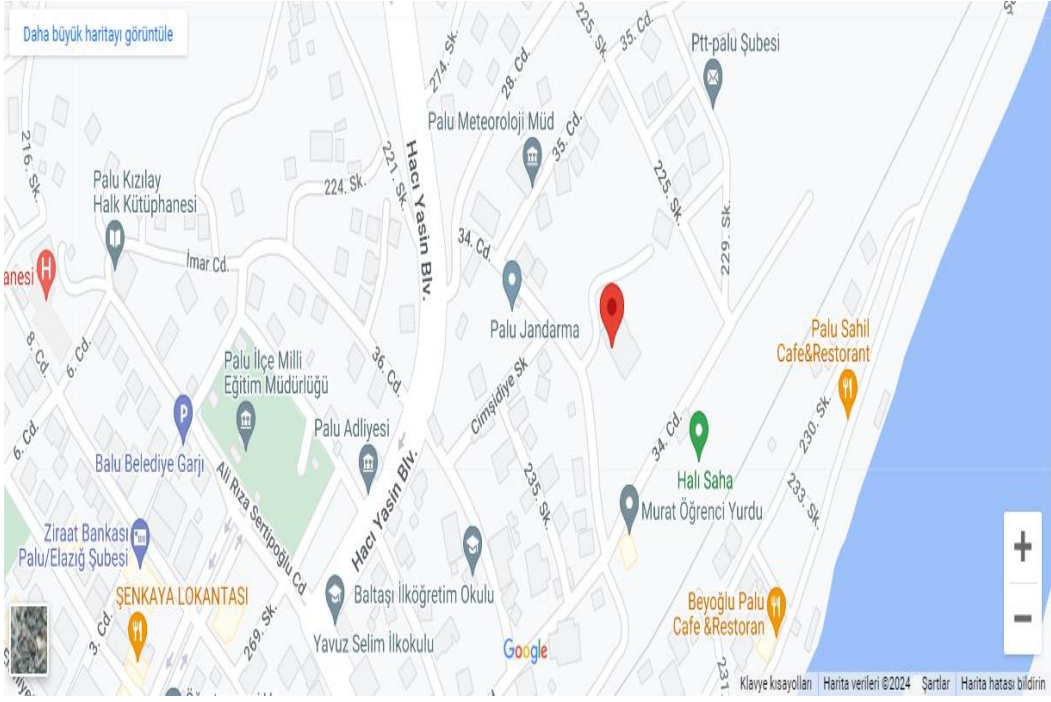 Daha büyük haritayı görüntüle
216. Sk.
Palu Kızılay
Halk Kütüphanesi
İmar Cd.
anesi
H
8. Cd.
6. Cd.
6. Cd.
224. Sk.
221. Sk.
274. Sk.
28. Cd.
Hacı Yasin Blv.
Palu Meteoroloji Müd
225. Sk.
35. Cd.
35. Cd.
Ptt-palu Şubesi
225. Sk.
229. Sk.
34. Cd.
Palu Jandarma
Cimşidiye Sk
36. Cd.
Palu İlçe Milli
Eğitim Müdürlüğü
Palu Adliyesi
P
Balu Belediye Garjı
Ali Rıza Sertipoğlu Cd
Hacı Yasin Blv.
Ziraat Bankası
Palu/Elazığ Şubesi
ŞENKAYA LOKANTASI
3. Cd.
269. Sk.
Baltaşı İlköğretim Okulu
Yavuz Selim İlkokulu
235. Sk.
34. Cd.
Halı Saha
Murat Öğrenci Yurdu
Palu Sahil
Cafe&Restorant
230. Sk.
233. Sk.
Beyoğlu Palu
Cafe &Restoran
231.
Google
+
−
Klavye kısayolları
Harita verileri ©2024
Şartlar
Harita hatası bildirin